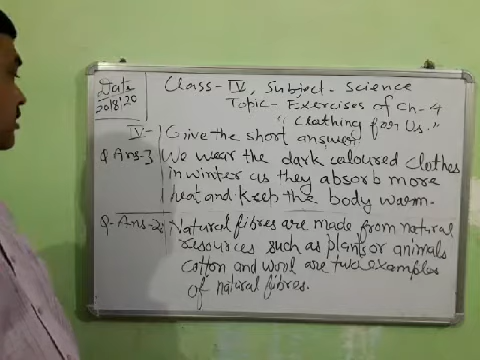 Date
20/8/20
Class-IV, Subject-Science
Topic-Exercises of Ch-4
"Clothing for Us."
IV- Give the short answer
Q Ans-1 We wear the dark coloured clothes
in winter as they absorb more
heat and keep the body warm.
Q-Ans-2 Natural fibres are made from natural
resources such as plants or animals
cotton and wool are two examples
of natural fibres.